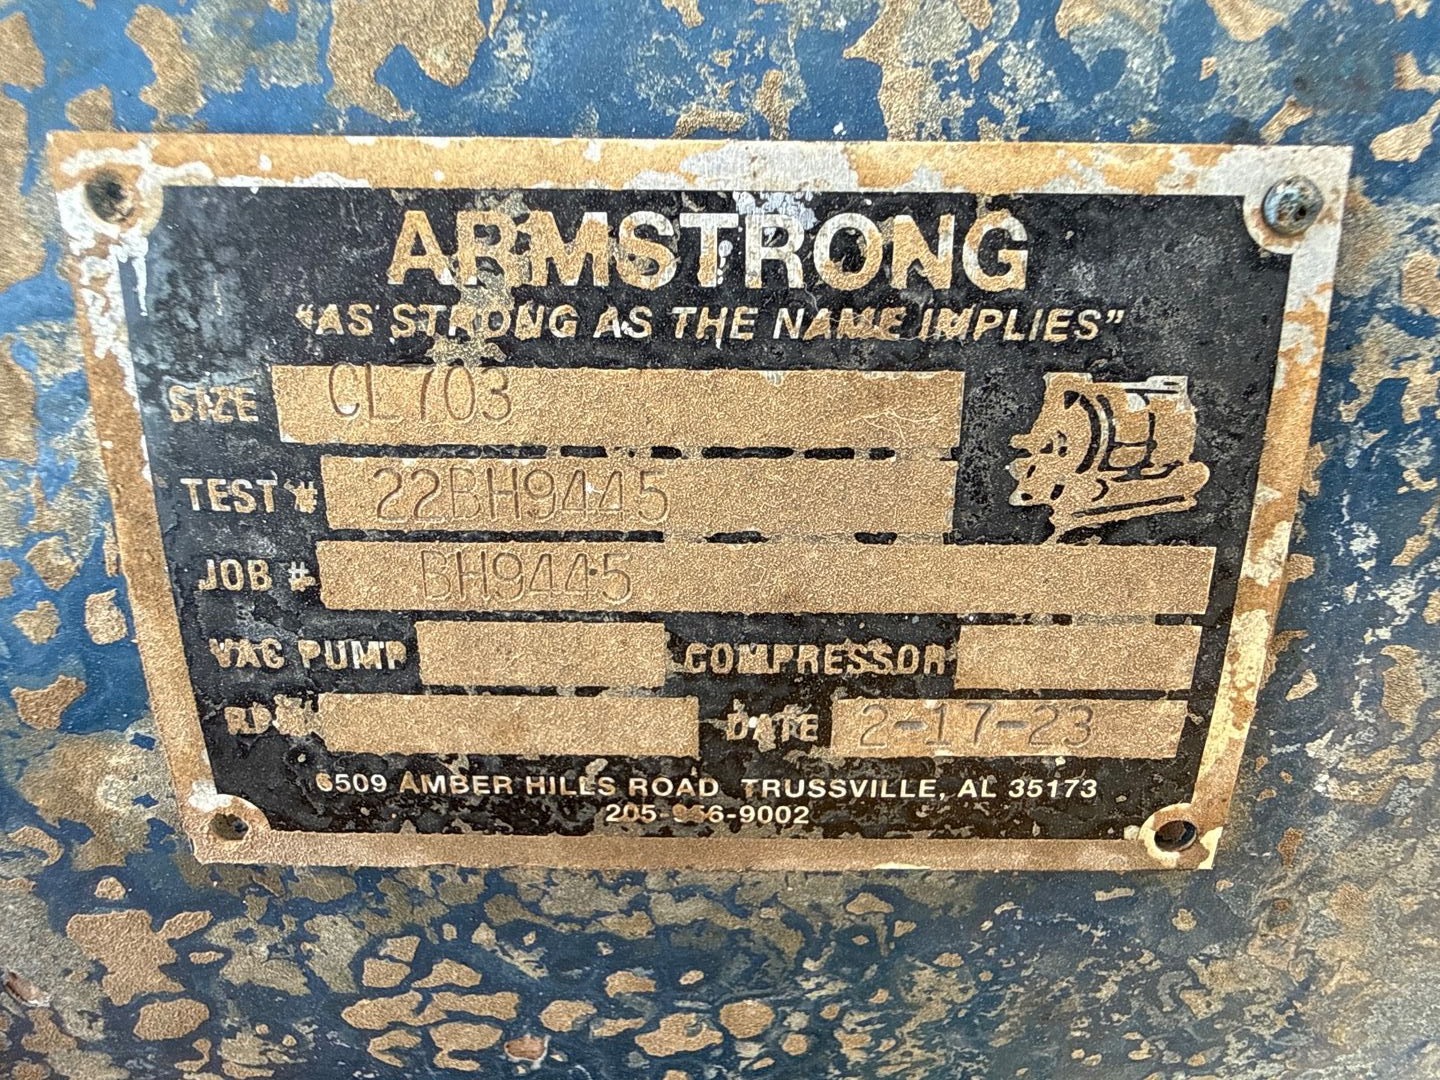 ARMSTRONG
"AS STRONG AS THE NAME IMPLIES"
SIZE CL703
TEST # 22BH9445
JOB # BH9445
VAC PUMP COMPRESSOR
DATE 2-17-23
6509 AMBER HILLS ROAD TRUSSVILLE, AL 35173